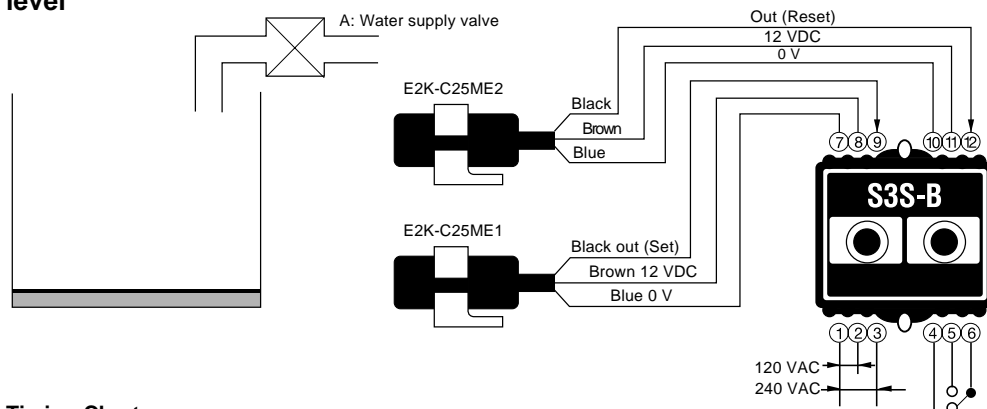 level
A: Water supply valve
Out (Reset)
12 VDC
0 V
E2K-C25ME2
Black
Brown
Blue
7 8 9 10 11 12
S3S-B
E2K-C25ME1
Black out (Set)
Brown 12 VDC
Blue 0 V
1 2 3 4 5 6
120 VAC
240 VAC